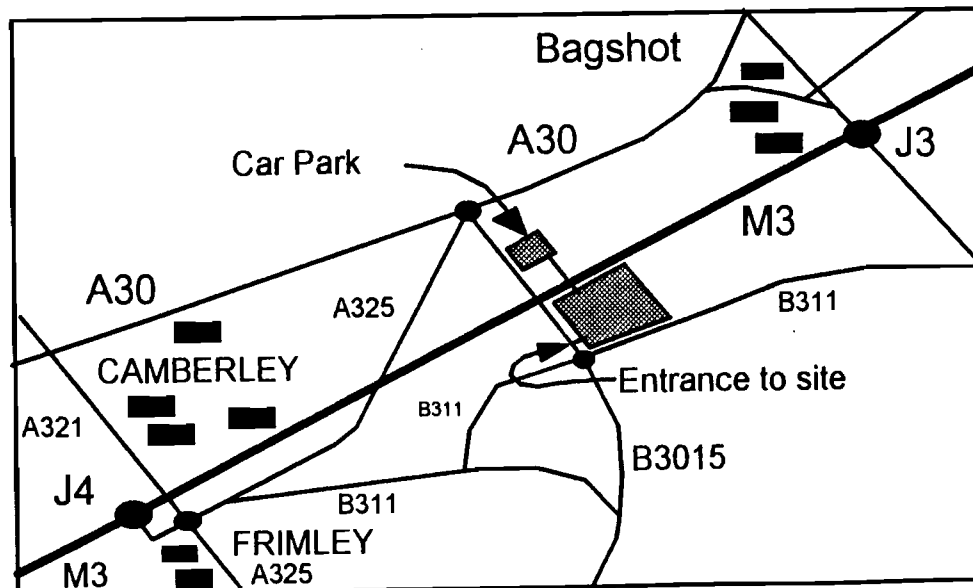 Bagshot
A30
Car Park
J3
M3
A30
A325
B311
CAMBERLEY
Entrance to site
B311
A321
B3015
J4
B311
FRIMLEY
M3
A325